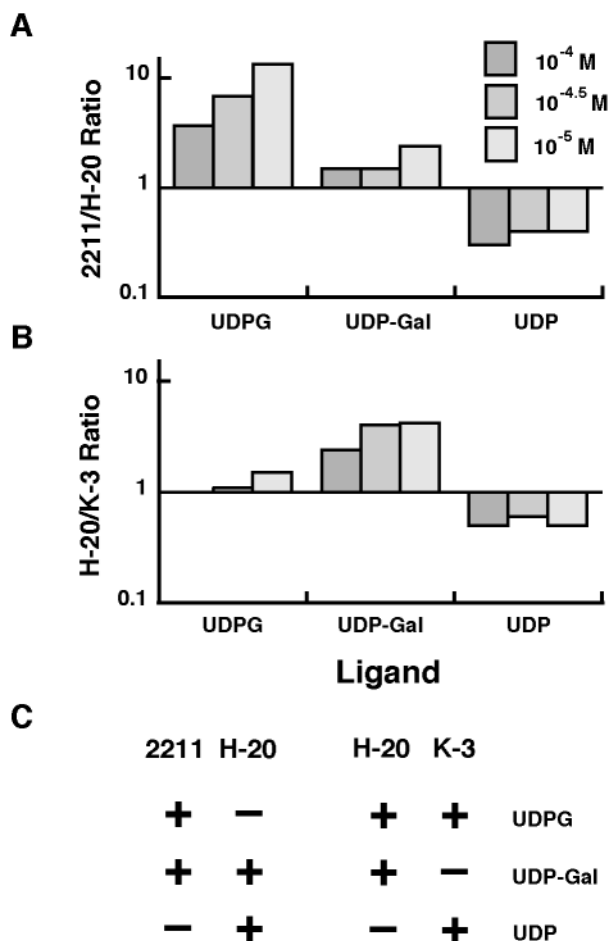 A
10
1
0.1
2211/H-20 Ratio
10⁻⁴ M
10⁻⁴·⁵ M
10⁻⁵ M
UDPG UDP-Gal UDP
B
10
1
0.1
H-20/K-3 Ratio
UDPG UDP-Gal UDP
Ligand
C
2211 H-20 H-20 K-3
+ − + + UDPG
+ + + − UDP-Gal
− + − + UDP